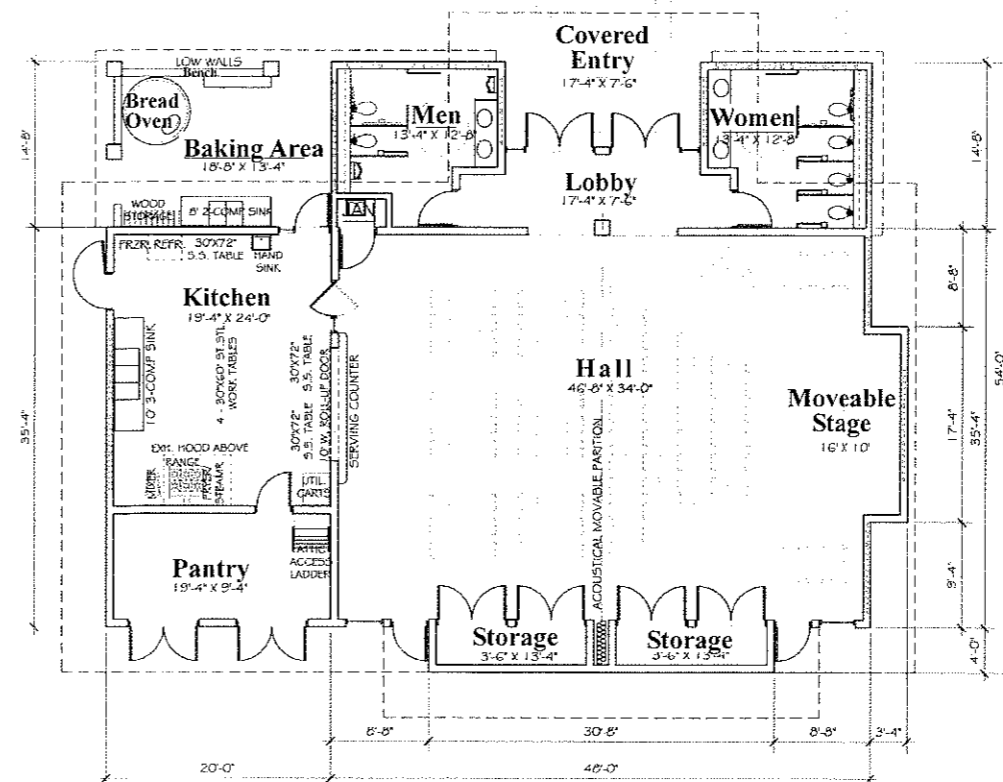 Covered
Entry
17'-4" X 7'-6"
LOW WALLS
Bench
Bread
Oven
Men
13'-4" X 12'-8"
Women
13'-4" X 12'-8"
Baking Area
18'-8" X 13'-4"
Lobby
17'-4" X 7'-6"
14'-8"
14'-8"
WOOD
STORAGE
8' 2-COMP SINK
JAN
FRZR.
REFR.
30"X72"
S.S. TABLE
HAND
SINK
Kitchen
19'-4" X 24'-0"
10' 3-COMP SINK
4 - 30"X60" ST.STL.
WORK TABLES
30"X72"
S.S. TABLE
30"X72"
S.S. TABLE
10' W. ROLL-UP DOOR
SERVING COUNTER
Hall
46'-8" X 34'-0"
ACOUSTICAL MOVABLE PARTION
Moveable
Stage
16' X 10'
8'-8"
17'-4"
9'-4"
35'-4"
54'-0"
4'-0"
35'-4"
EXH. HOOD ABOVE
RANGE
MIXER
FRYER/
STEAMR.
UTIL.
CARTS
Pantry
19'-4" X 9'-4"
ATTIC
ACCESS
LADDER
Storage
3'-6" X 13'-4"
Storage
3'-6" X 13'-4"
8'-8"
30'-8"
8'-8"
3'-4"
20'-0"
48'-0"